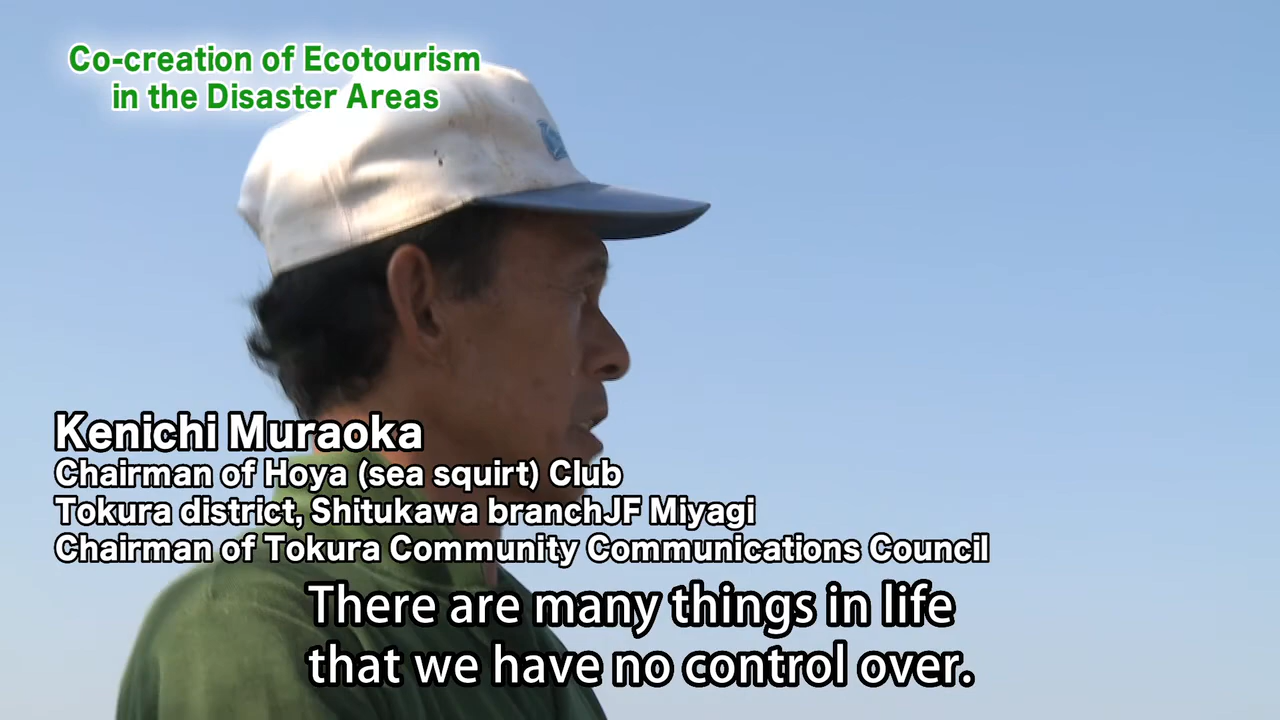 Co-creation of Ecotourism
in the Disaster Areas
Kenichi Muraoka
Chairman of Hoya (sea squirt) Club
Tokura district, Shitukawa branchJF Miyagi
Chairman of Tokura Community Communications Council
There are many things in life
that we have no control over.